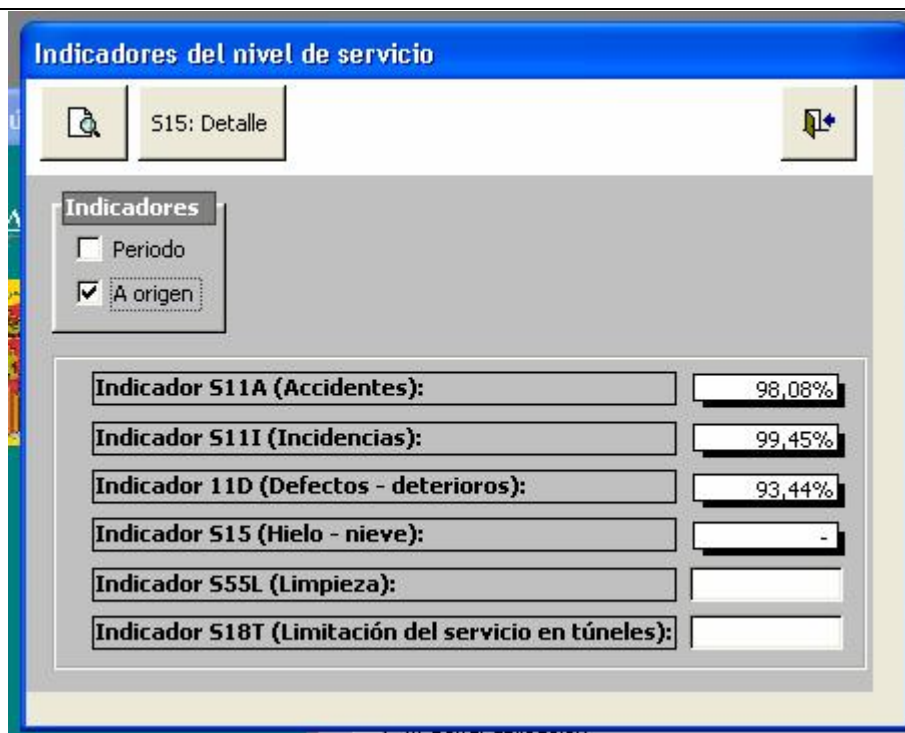 Indicadores del nivel de servicio
S15: Detalle
Indicadores
Periodo
A origen
Indicador S11A (Accidentes): 98,08%
Indicador S11I (Incidencias): 99,45%
Indicador 11D (Defectos - deterioros): 93,44%
Indicador S15 (Hielo - nieve): -
Indicador S55L (Limpieza):
Indicador S18T (Limitación del servicio en túneles):